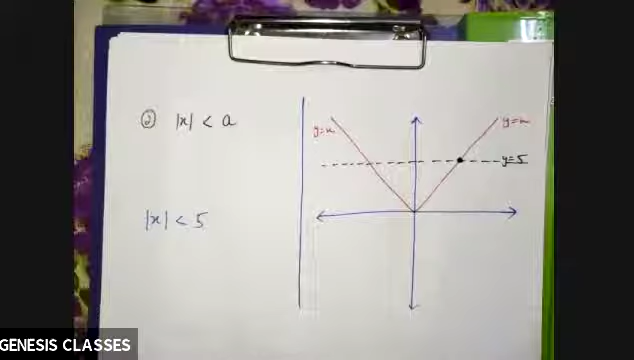 ② |x| < a
|x| < 5
y=x
y=x
y=5
GENESIS CLASSES